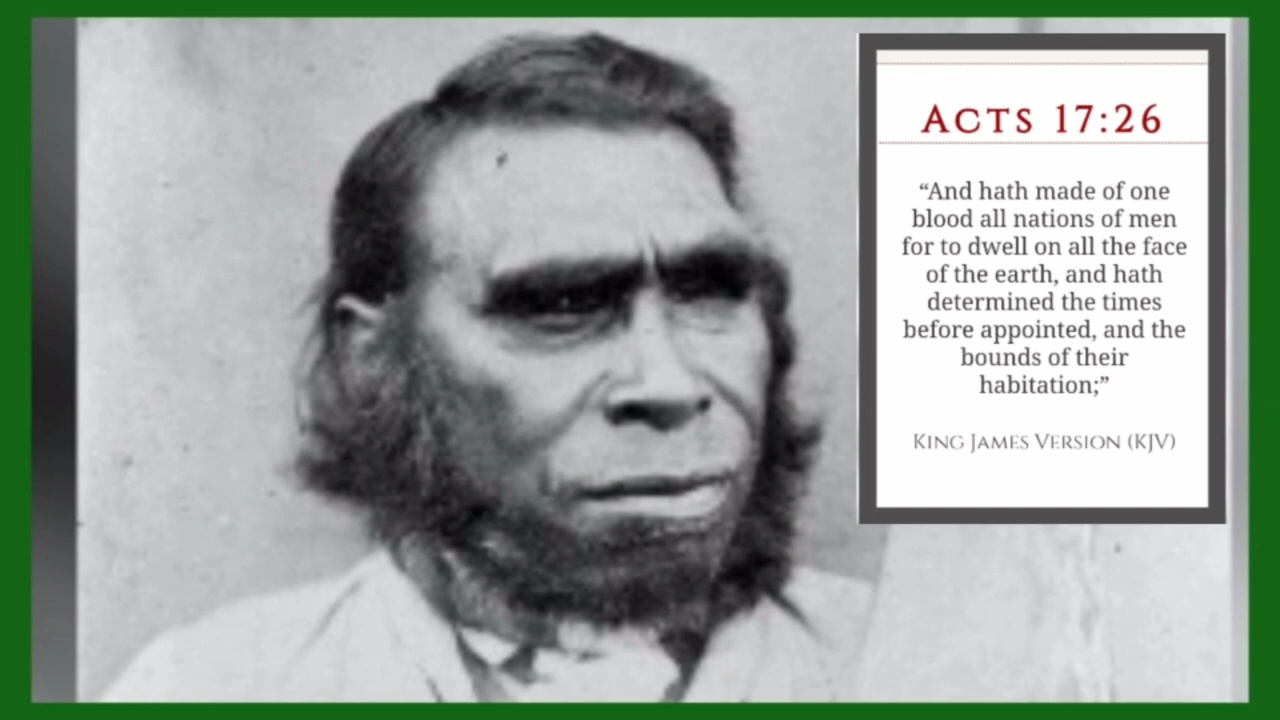 ACTS 17:26
“And hath made of one
blood all nations of men
for to dwell on all the face
of the earth, and hath
determined the times
before appointed, and the
bounds of their
habitation;”
KING JAMES VERSION (KJV)